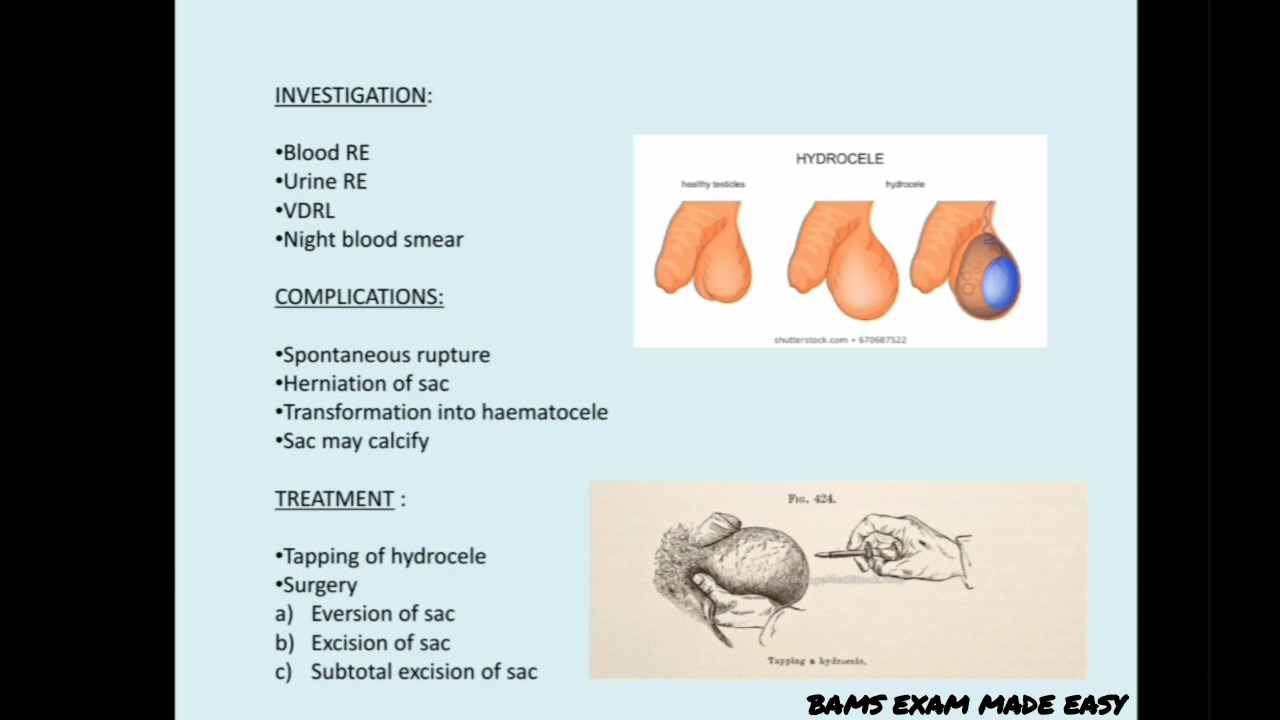 INVESTIGATION:
•Blood RE
•Urine RE
•VDRL
•Night blood smear
COMPLICATIONS:
•Spontaneous rupture
•Herniation of sac
•Transformation into haematocele
•Sac may calcify
TREATMENT :
•Tapping of hydrocele
•Surgery
a) Eversion of sac
b) Excision of sac
c) Subtotal excision of sac
HYDROCELE
healthy testicles
hydrocele
shutterstock.com • 670687522
FIG. 424.
Tapping a hydrocele.
BAMS EXAM MADE EASY